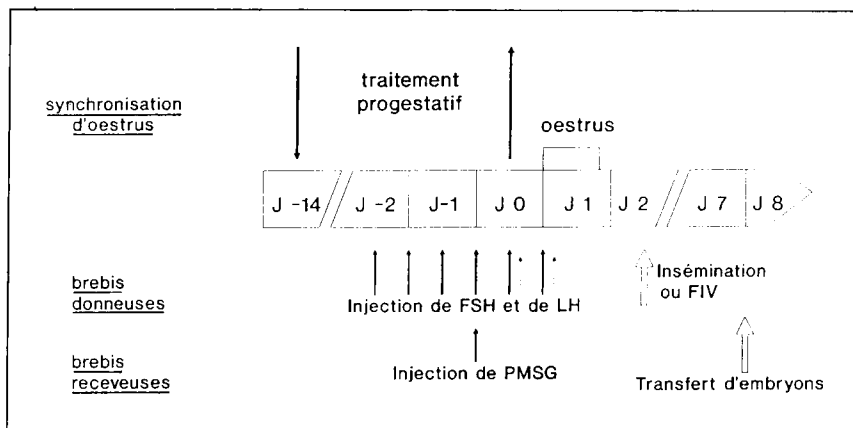 traitement
progestatif
synchronisation
d'oestrus
oestrus
J -14 J -2 J-1 J 0 J 1 J 2 J 7 J 8
brebis
donneuses
Injection de FSH et de LH
Insémination
ou FIV
brebis
receveuses
Injection de PMSG
Transfert d'embryons